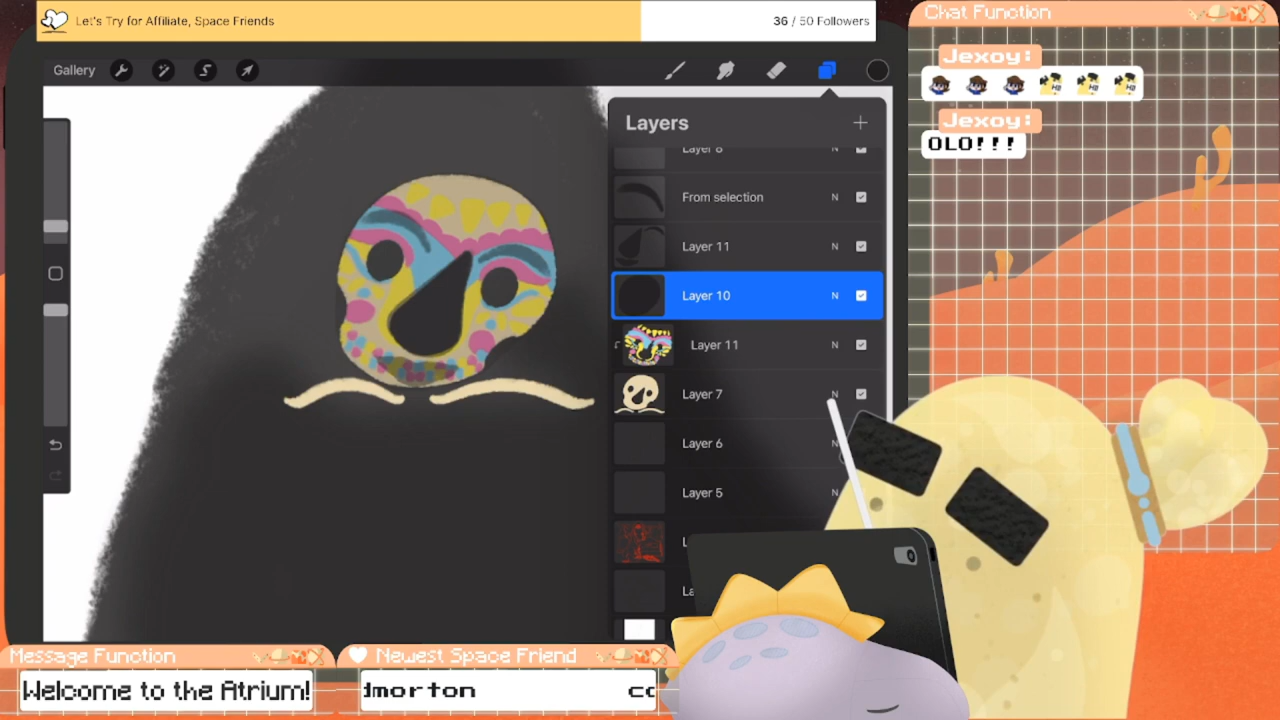 Let's Try for Affiliate, Space Friends
36 / 50 Followers
Chat Function
Jexoy:
Jexoy:
OLO!!!
Gallery
Layers
Layer 8 N
From selection N
Layer 11 N
Layer 10 N
Layer 11 N
Layer 7 N
Layer 6 N
Layer 5 N
Message Function
Welcome to the Atrium!
Newest Space Friend